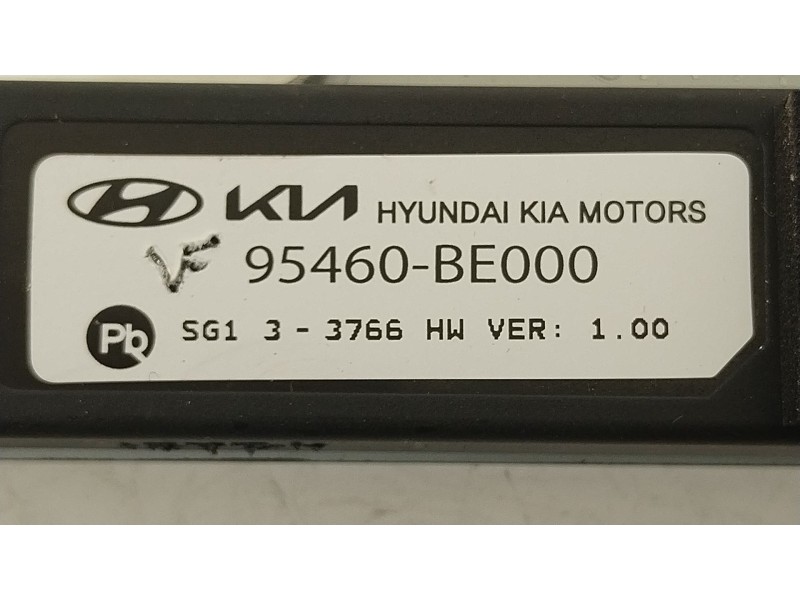 KIA HYUNDAI KIA MOTORS
VF 95460-BE000
Pb SG1 3 - 3766 HW VER: 1.00